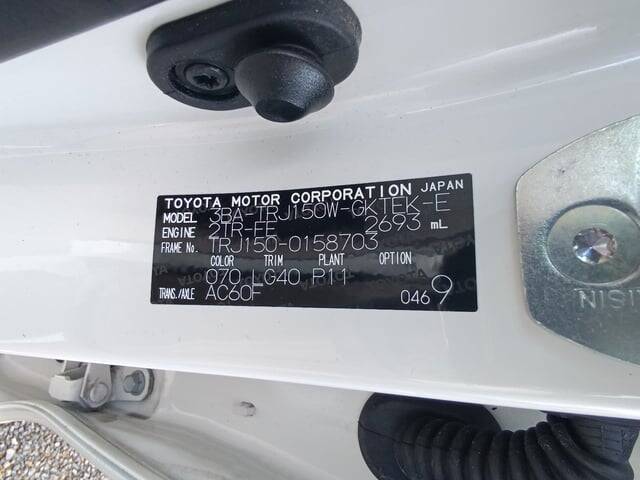 TOYOTA MOTOR CORPORATION JAPAN
MODEL 3BA-TRJ150W-GKTEK-E
ENGINE 2TR-FE 2693 mL
FRAME No. TRJ150-0158703
COLOR TRIM PLANT OPTION
070 LG40 P11
TRANS./AXLE AC60F 046 9